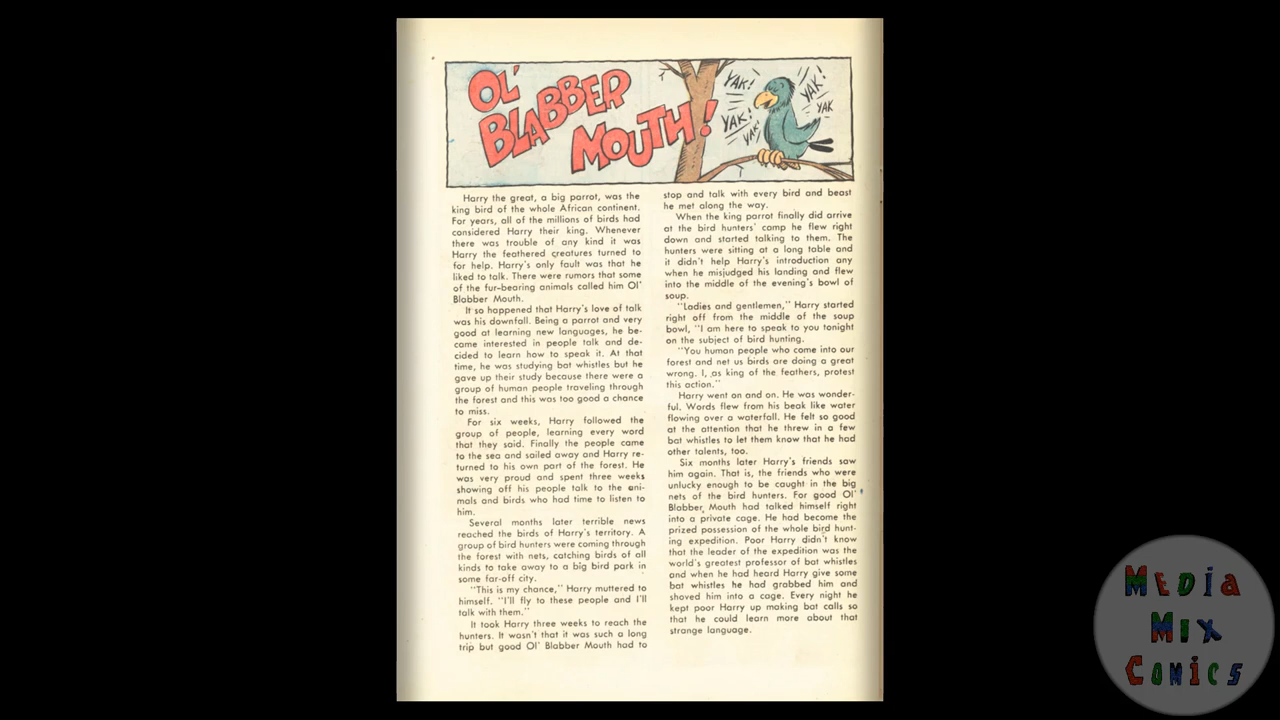 OL'
BLABBER
MOUTH!
YAK!
YAK!
YAK!
YAK!
YAK
Harry the great, a big parrot, was the
king bird of the whole African continent.
For years, all of the millions of birds had
considered Harry their king. Whenever
there was trouble of any kind it was
Harry the feathered creatures turned to
for help. Harry's only fault was that he
liked to talk. There were rumors that some
of the fur-bearing animals called him Ol'
Blabber Mouth.
It so happened that Harry's love of talk
was his downfall. Being a parrot and very
good at learning new languages, he be-
came interested in people talk and de-
cided to learn how to speak it. At that
time, he was studying bat whistles but he
gave up their study because there were a
group of human people traveling through
the forest and this was too good a chance
to miss.
For six weeks, Harry followed the
group of people, learning every word
that they said. Finally the people came
to the sea and sailed away and Harry re-
turned to his own part of the forest. He
was very proud and spent three weeks
showing off his people talk to the ani-
mals and birds who had time to listen to
him.
Several months later terrible news
reached the birds of Harry's territory. A
group of bird hunters were coming through
the forest with nets, catching birds of all
kinds to take away to a big bird park in
some far-off city.
"This is my chance," Harry muttered to
himself. "I'll fly to these people and I'll
talk with them."
It took Harry three weeks to reach the
hunters. It wasn't that it was such a long
trip but good Ol' Blabber Mouth had to
stop and talk with every bird and beast
he met along the way.
When the king parrot finally did arrive
at the bird hunters' camp he flew right
down and started talking to them. The
hunters were sitting at a long table and
it didn't help Harry's introduction any
when he misjudged his landing and flew
into the middle of the evening's bowl of
soup.
"Ladies and gentlemen," Harry started
right off from the middle of the soup
bowl, "I am here to speak to you tonight
on the subject of bird hunting.
"You human people who come into our
forest and net us birds are doing a great
wrong. I, as king of the feathers, protest
this action."
Harry went on and on. He was wonder-
ful. Words flew from his beak like water
flowing over a waterfall. He felt so good
at the attention that he threw in a few
bat whistles to let them know that he had
other talents, too.
Six months later Harry's friends saw
him again. That is, the friends who were
unlucky enough to be caught in the big
nets of the bird hunters. For good Ol'
Blabber Mouth had talked himself right
into a private cage. He had become the
prized possession of the whole bird hunt-
ing expedition. Poor Harry didn't know
that the leader of the expedition was the
world's greatest professor of bat whistles
and when he had heard Harry give some
bat whistles he had grabbed him and
shoved him into a cage. Every night he
kept poor Harry up making bat calls so
that he could learn more about that
strange language.
MEDiA
MiX
COMiCS